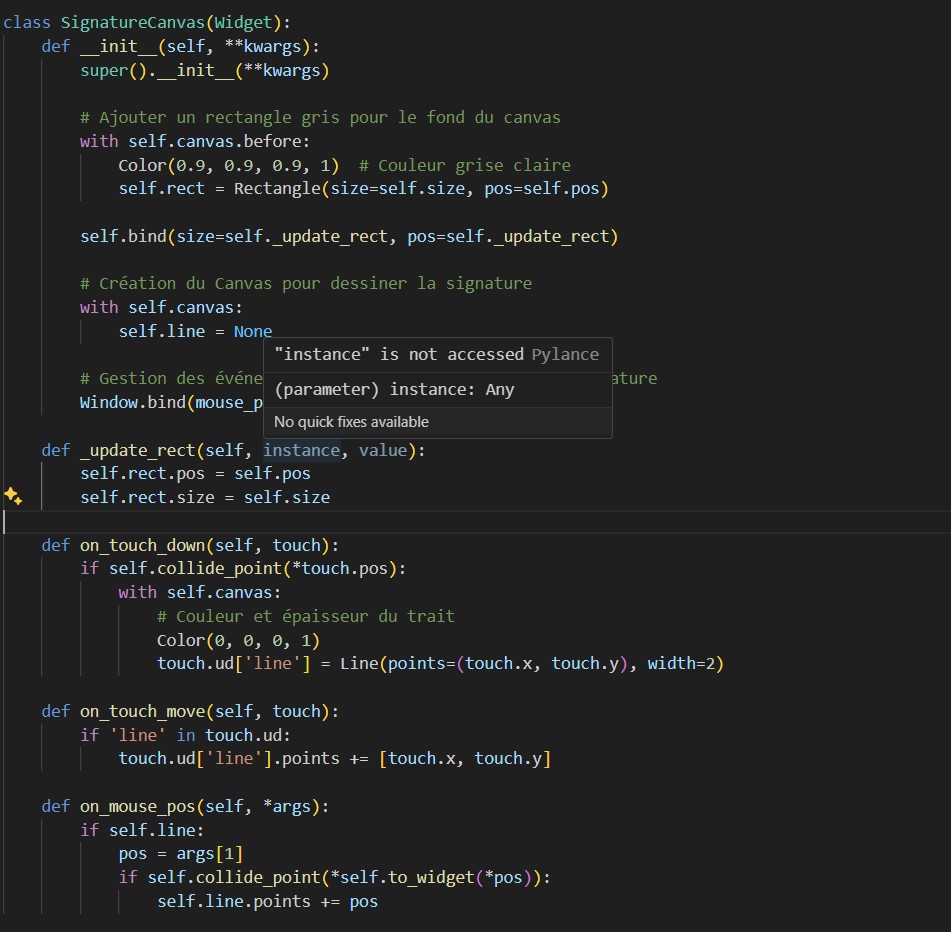 class SignatureCanvas(Widget):
    def __init__(self, **kwargs):
        super().__init__(**kwargs)
        # Ajouter un rectangle gris pour le fond du canvas
        with self.canvas.before:
            Color(0.9, 0.9, 0.9, 1)  # Couleur grise claire
            self.rect = Rectangle(size=self.size, pos=self.pos)
        self.bind(size=self._update_rect, pos=self._update_rect)
        # Création du Canvas pour dessiner la signature
        with self.canvas:
            self.line = None
"instance" is not accessed Pylance
        # Gestion des événe ature
(parameter) instance: Any
        Window.bind(mouse_p
No quick fixes available
    def _update_rect(self, instance, value):
        self.rect.pos = self.pos
        self.rect.size = self.size
    def on_touch_down(self, touch):
        if self.collide_point(*touch.pos):
            with self.canvas:
                # Couleur et épaisseur du trait
                Color(0, 0, 0, 1)
                touch.ud['line'] = Line(points=(touch.x, touch.y), width=2)
    def on_touch_move(self, touch):
        if 'line' in touch.ud:
            touch.ud['line'].points += [touch.x, touch.y]
    def on_mouse_pos(self, *args):
        if self.line:
            pos = args[1]
            if self.collide_point(*self.to_widget(*pos)):
                self.line.points += pos